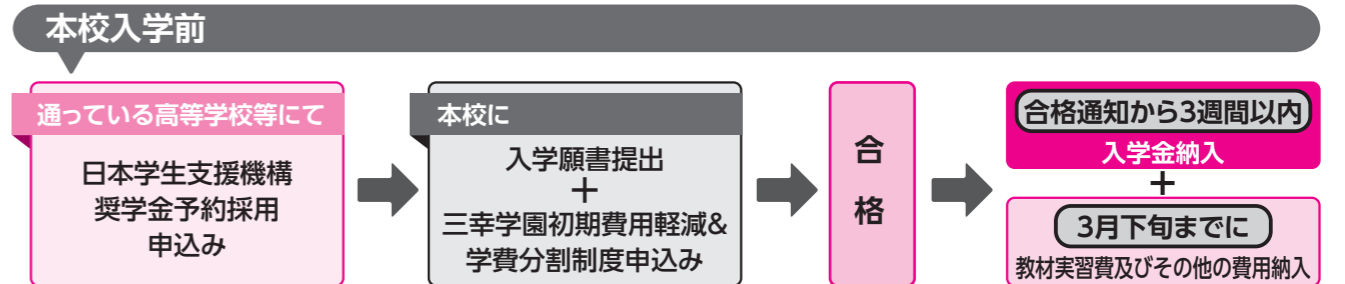 本校入学前
通っている高等学校等にて
日本学生支援機構
奨学金予約採用
申込み
本校に
入学願書提出
+
三幸学園初期費用軽減&
学費分割制度申込み
合
格
合格通知から3週間以内
入学金納入
+
3月下旬までに
教材実習費及びその他の費用納入